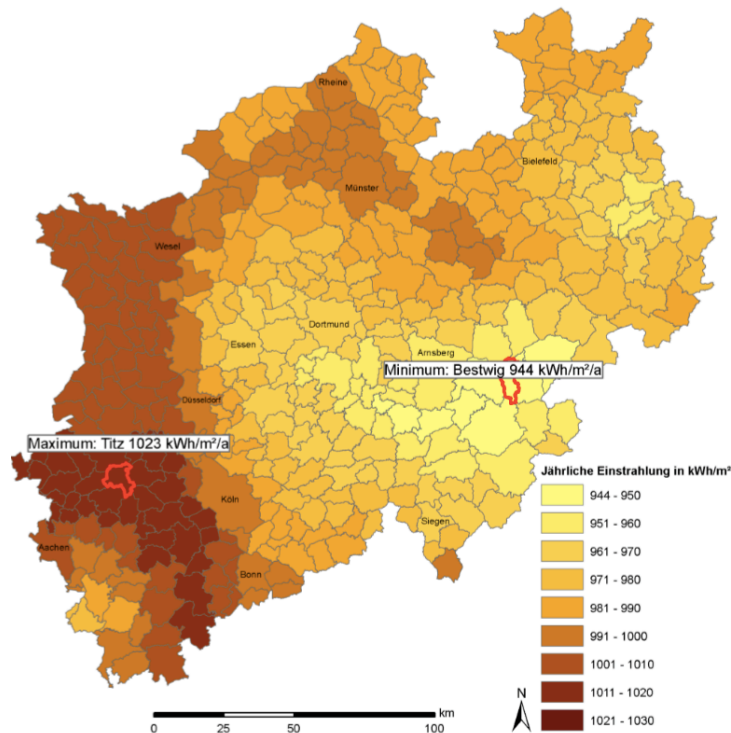 Rheine
Bielefeld
Münster
Wesel
Dortmund
Essen
Arnsberg
Minimum: Bestwig 944 kWh/m²/a
Düsseldorf
Maximum: Titz 1023 kWh/m²/a
Jährliche Einstrahlung in kWh/m²
944 - 950
951 - 960
961 - 970
971 - 980
981 - 990
991 - 1000
1001 - 1010
1011 - 1020
1021 - 1030
Köln
Siegen
Aachen
Bonn
N
km
0 25 50 100